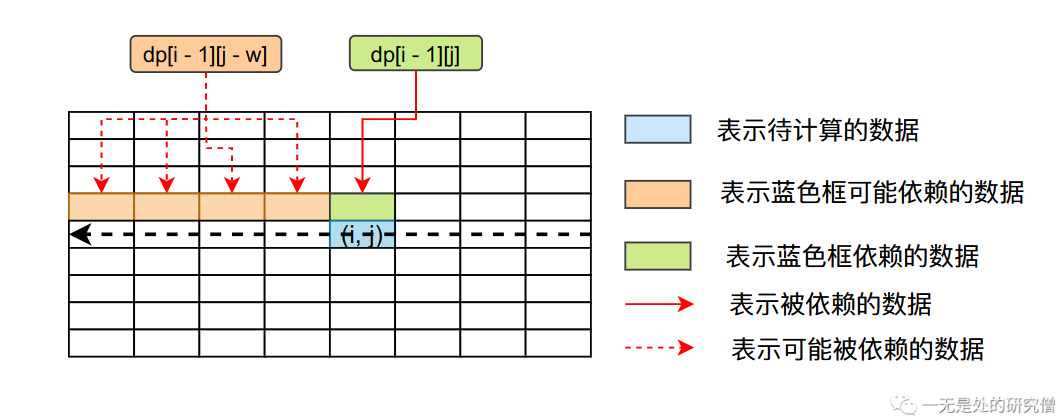 dp[i - 1][j - w]
dp[i - 1][j]
(i, j)
表示待计算的数据
表示蓝色框可能依赖的数据
表示蓝色框依赖的数据
表示被依赖的数据
表示可能被依赖的数据
一无是处的研究僧